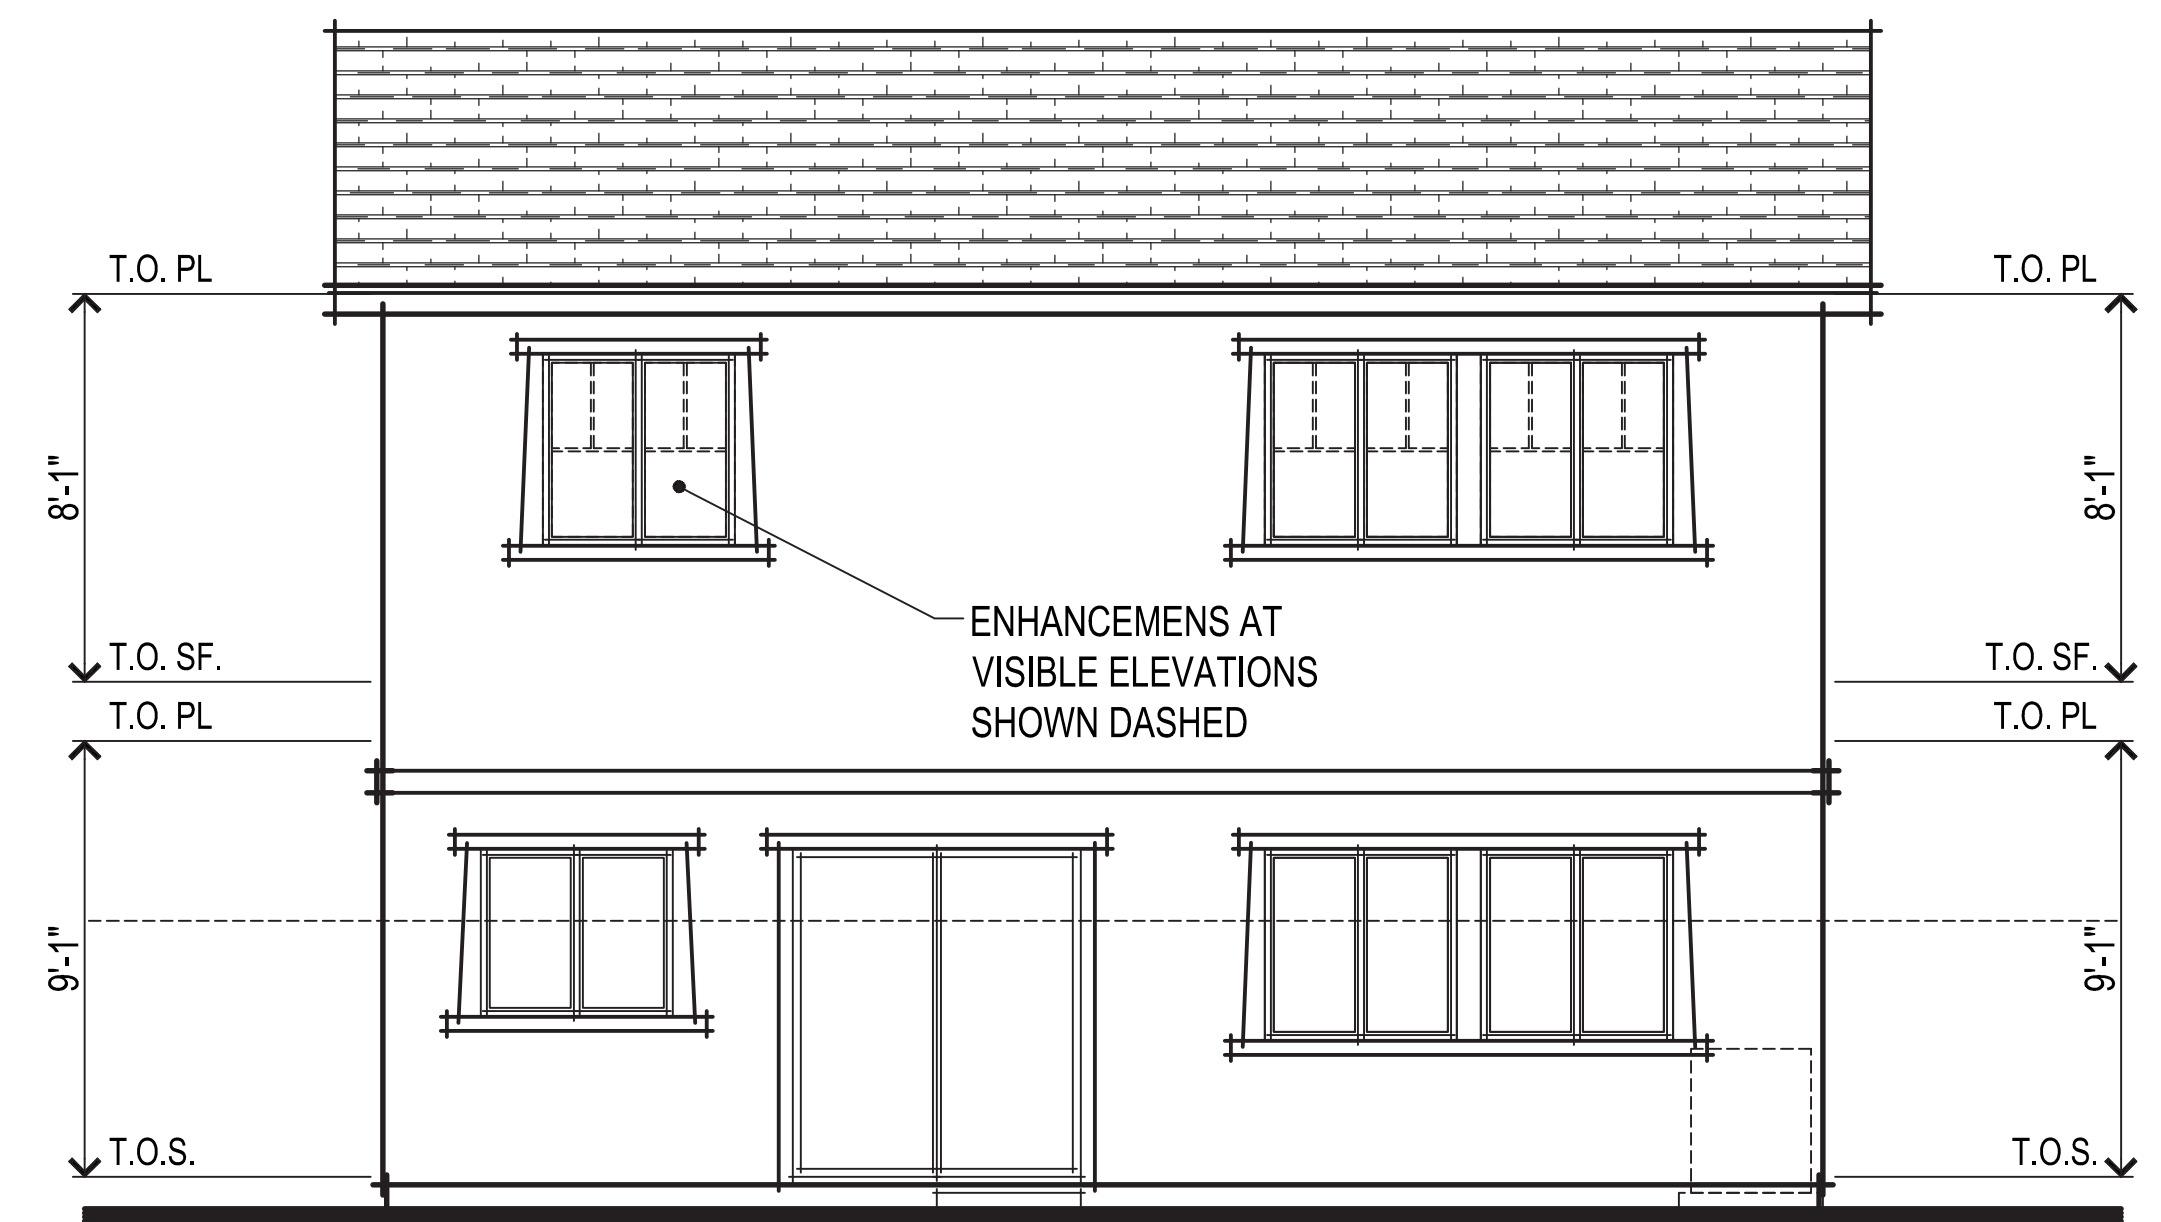 T.O. PL
T.O. PL
8'-1"
8'-1"
ENHANCEMENS AT
VISIBLE ELEVATIONS
SHOWN DASHED
T.O. SF.
T.O. SF.
T.O. PL
T.O. PL
9'-1"
9'-1"
T.O.S.
T.O.S.